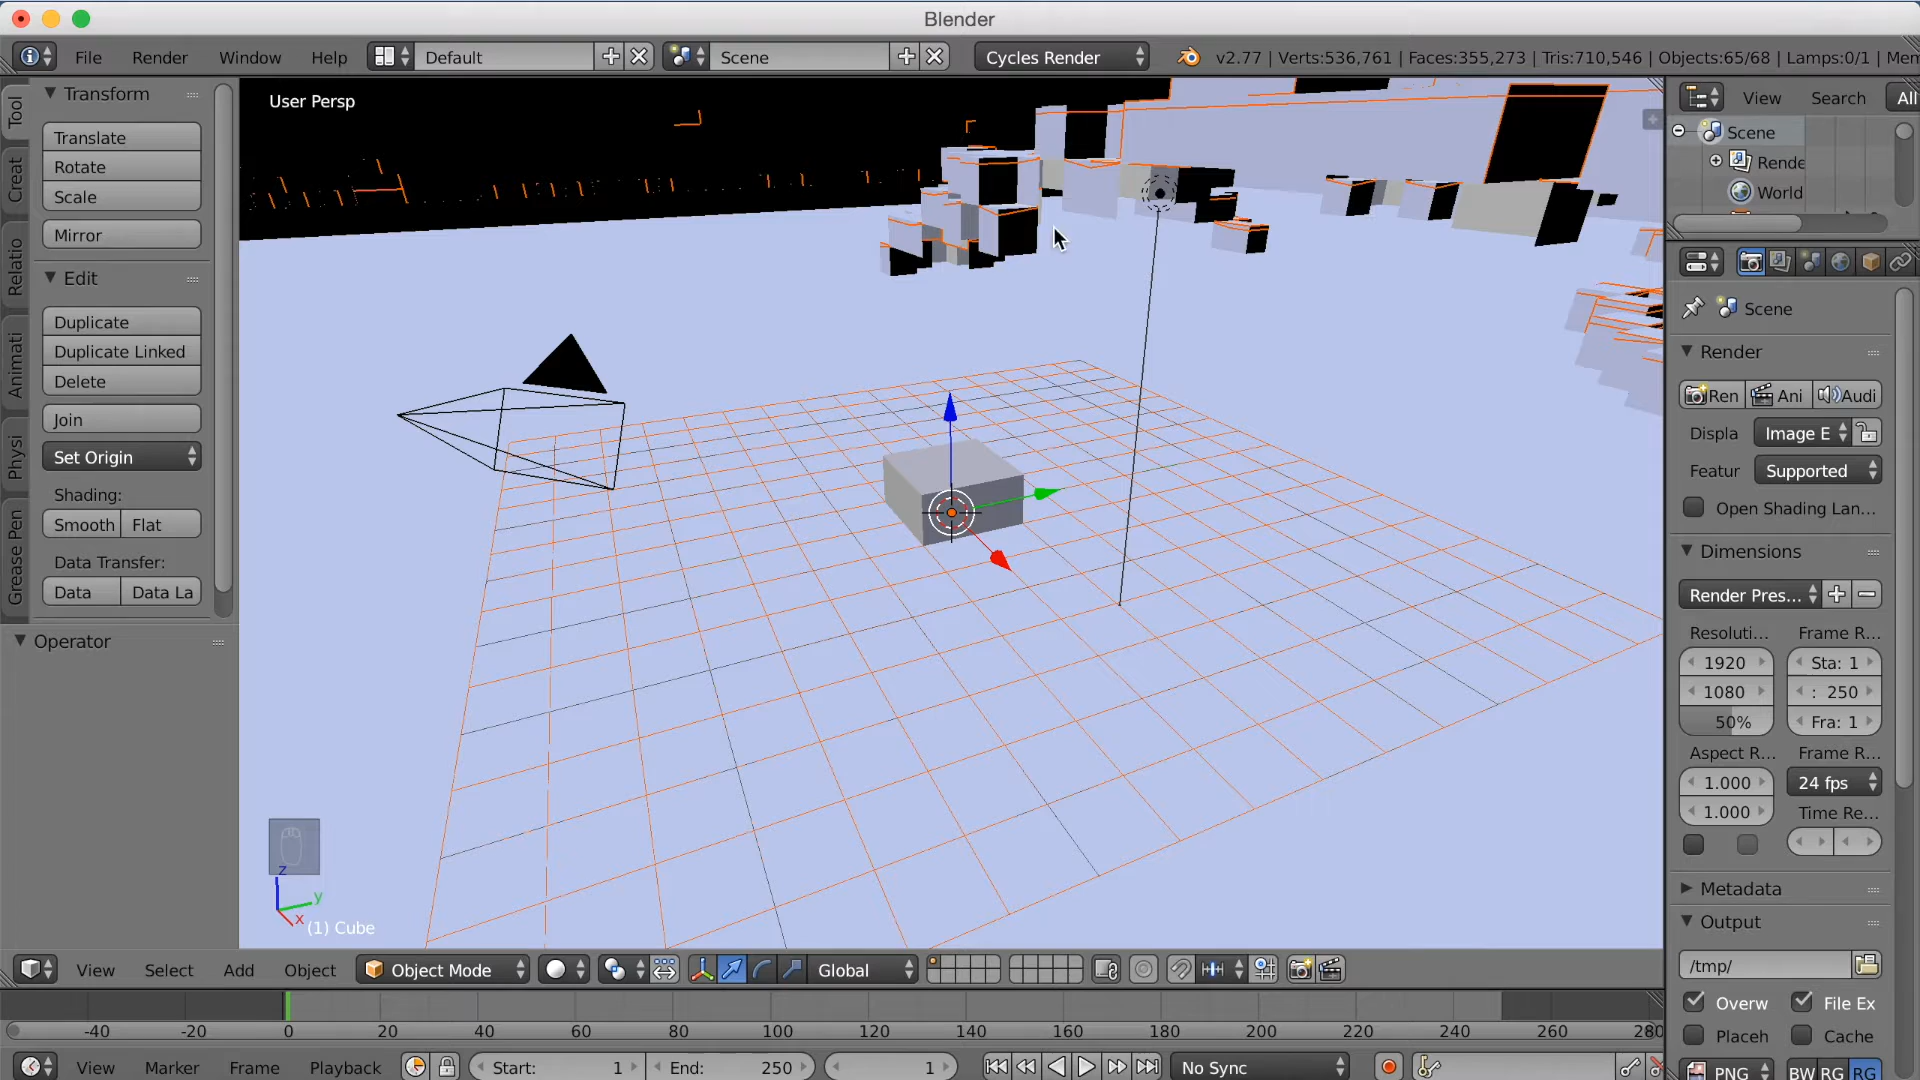 Blender
File Render Window Help Default Scene Cycles Render v2.77 | Verts:536,761 | Faces:355,273 | Tris:710,546 | Objects:65/68 | Lamps:0/1 | Mem
Tool
Creat
Relatio
Animati
Physi
Grease Pen
Transform
Translate
Rotate
Scale
Mirror
Edit
Duplicate
Duplicate Linked
Delete
Join
Set Origin
Shading:
Smooth Flat
Data Transfer:
Data Data La
Operator
User Persp
z
y
x
(1) Cube
View Search All
Scene
Rende
World
Scene
Render
Ren Ani Audi
Displa Image E
Featur Supported
Open Shading Lan...
Dimensions
Render Pres...
Resoluti... Frame R...
1920 Sta: 1
1080 : 250
50% Fra: 1
Aspect R... Frame R...
1.000 24 fps
1.000 Time Re...
Metadata
Output
/tmp/
Overw File Ex
Placeh Cache
PNG BW RG RG
View Select Add Object Object Mode Global
-40 -20 0 20 40 60 80 100 120 140 160 180 200 220 240 260 280
View Marker Frame Playback Start: 1 End: 250 1 No Sync